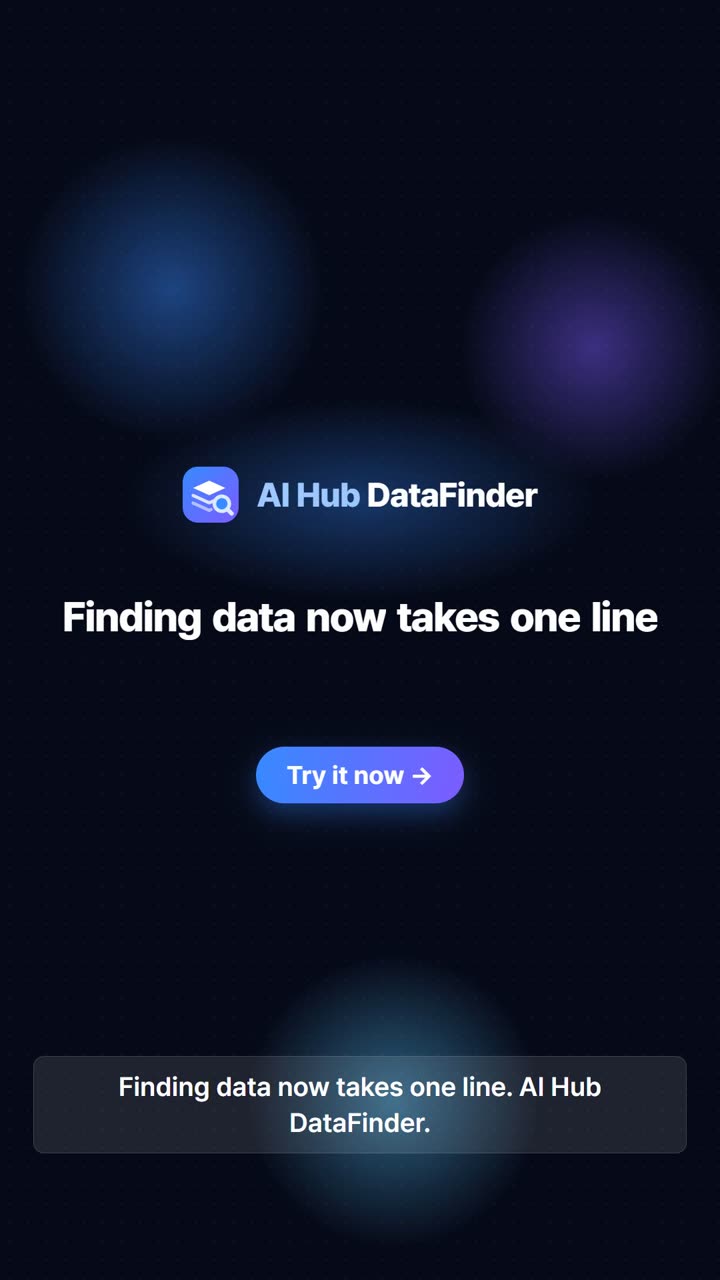 AI Hub DataFinder
Finding data now takes one line
Try it now →
Finding data now takes one line. AI Hub
DataFinder.